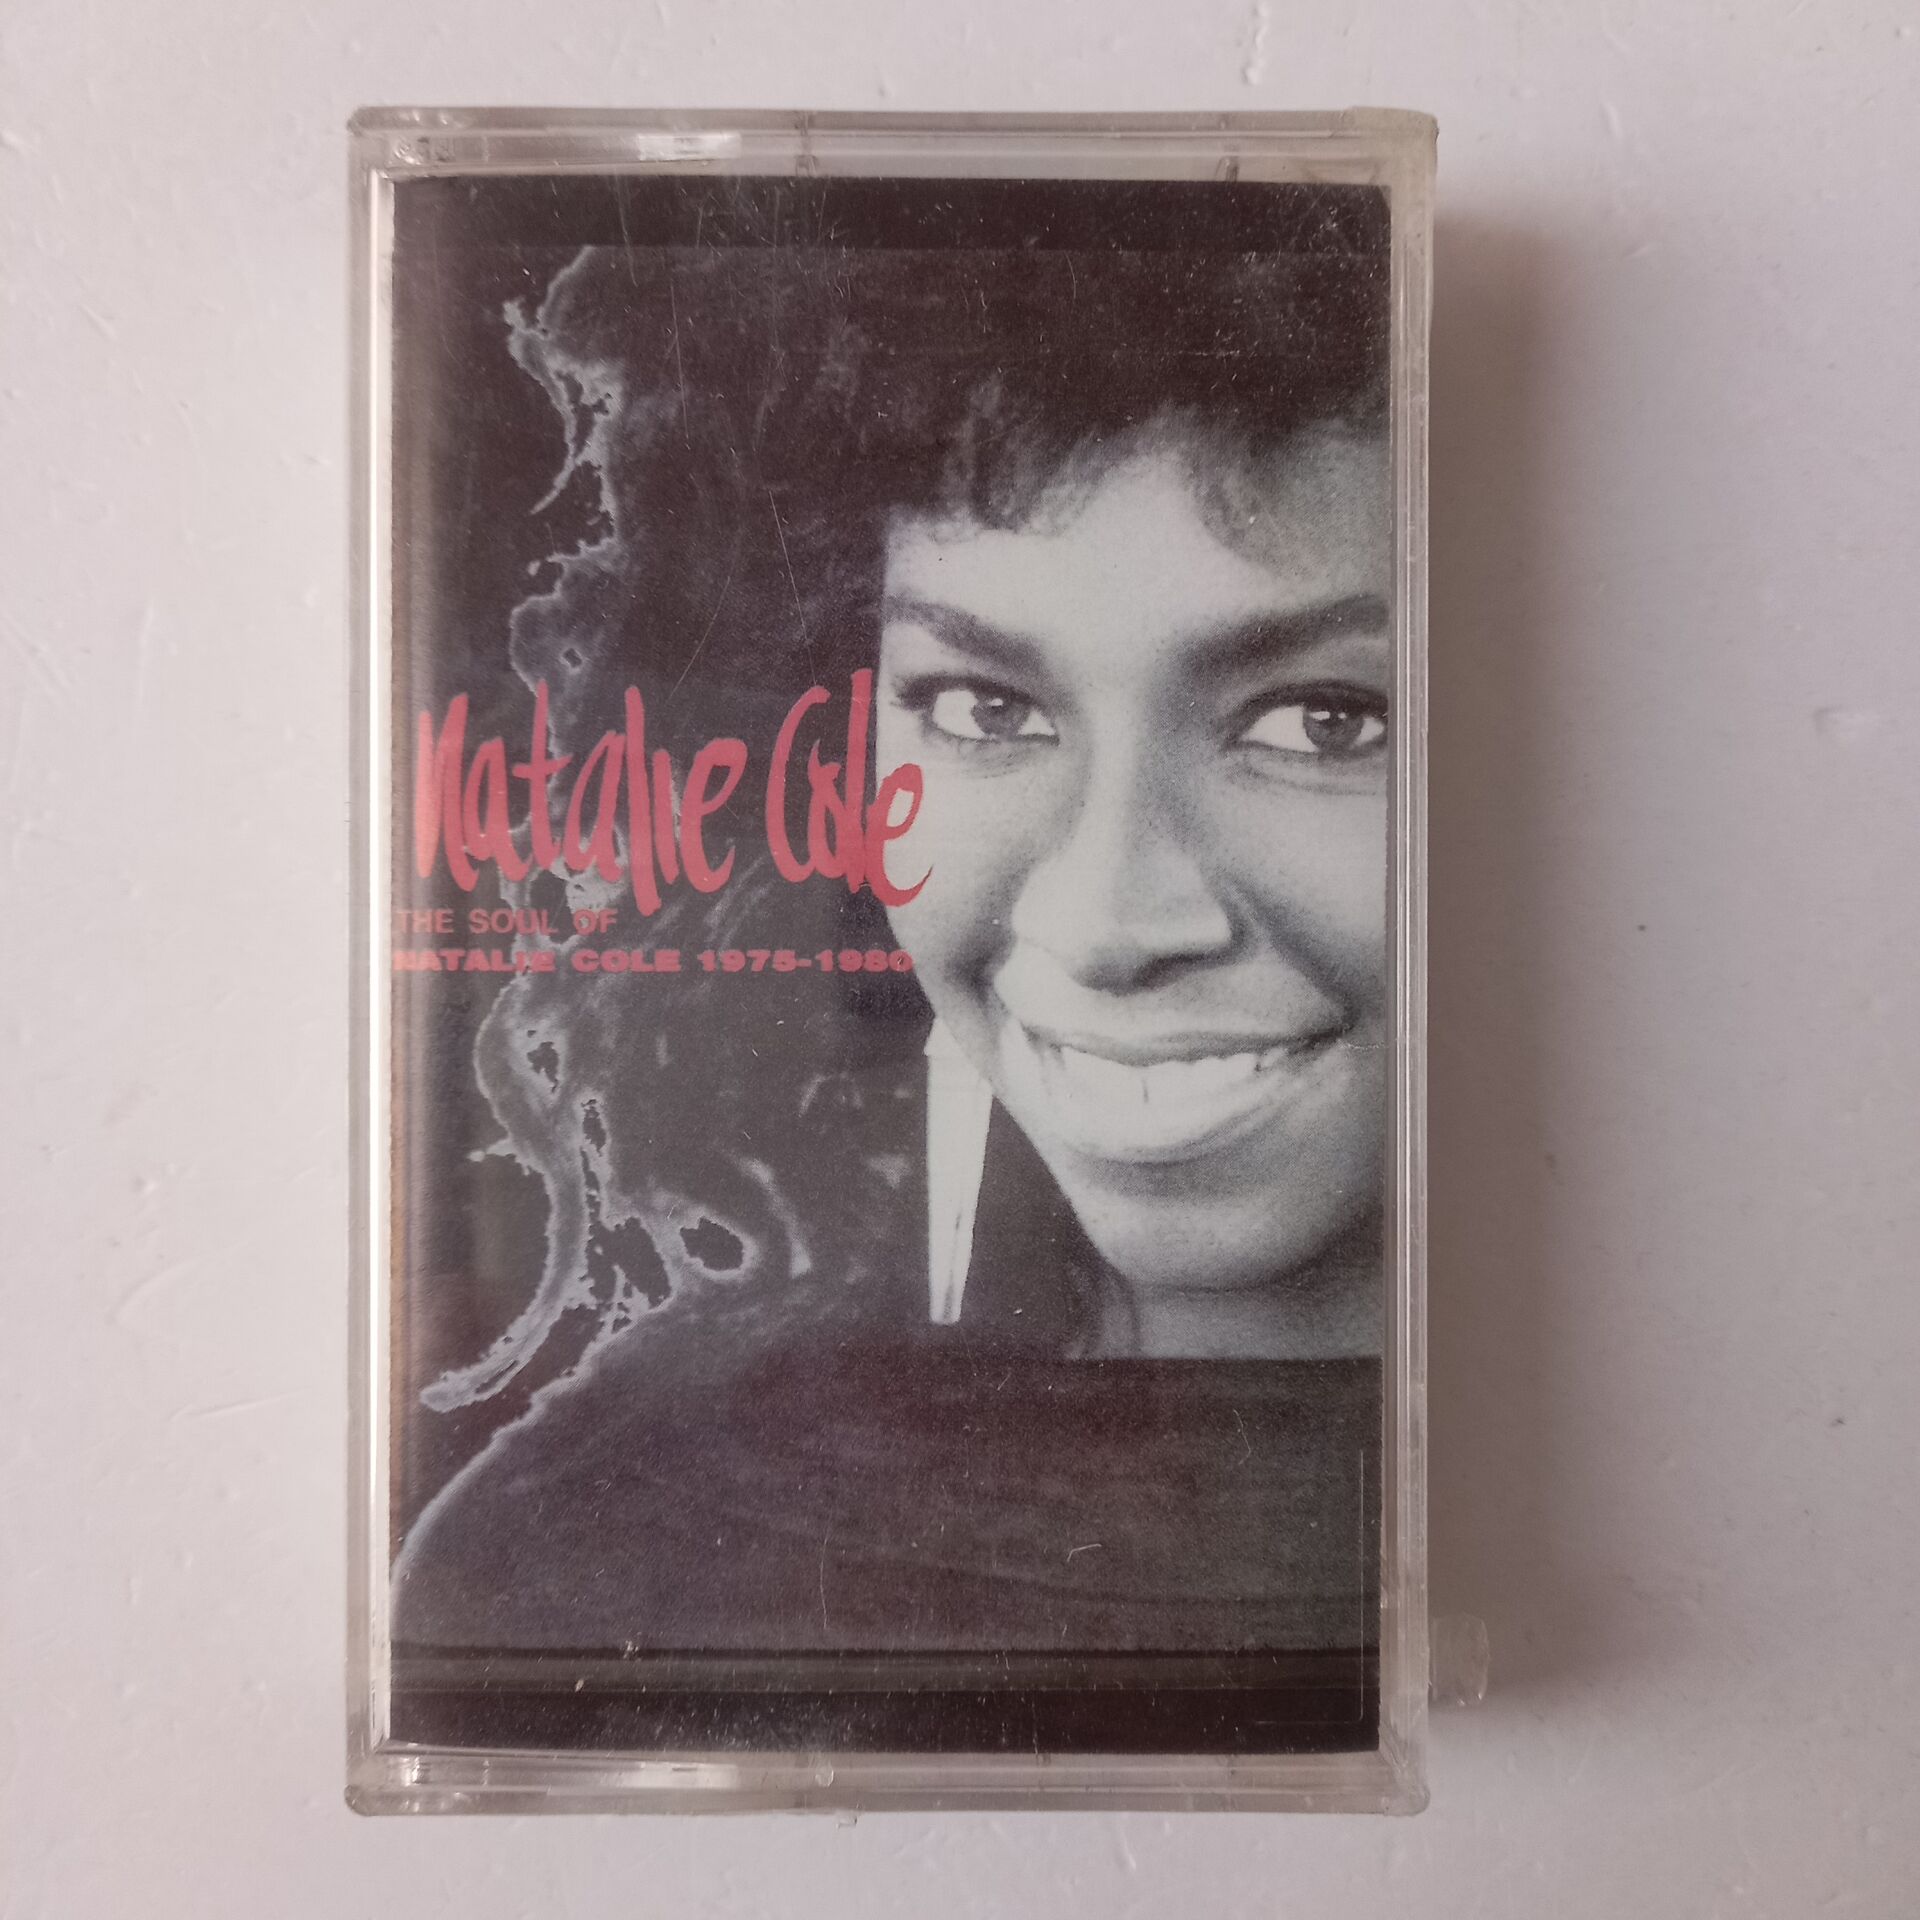 Natalie Cole
THE SOUL OF
NATALIE COLE 1975-1980